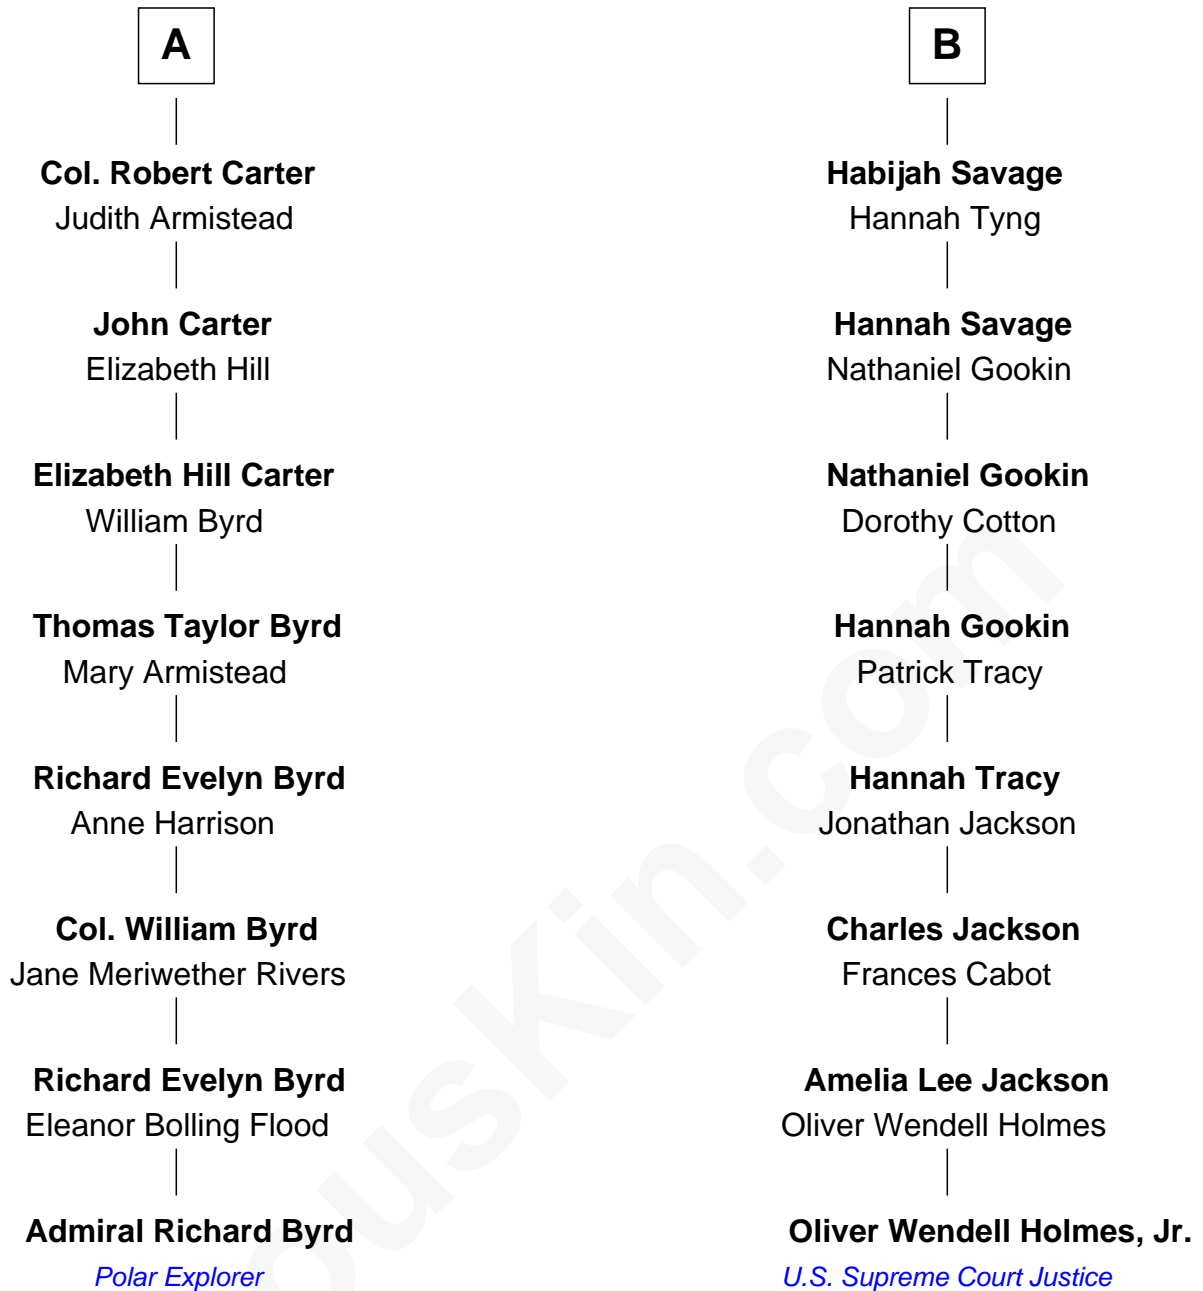 A
Col. Robert Carter
Judith Armistead
John Carter
Elizabeth Hill
Elizabeth Hill Carter
William Byrd
Thomas Taylor Byrd
Mary Armistead
Richard Evelyn Byrd
Anne Harrison
Col. William Byrd
Jane Meriwether Rivers
Richard Evelyn Byrd
Eleanor Bolling Flood
Admiral Richard Byrd
Polar Explorer
B
Habijah Savage
Hannah Tyng
Hannah Savage
Nathaniel Gookin
Nathaniel Gookin
Dorothy Cotton
Hannah Gookin
Patrick Tracy
Hannah Tracy
Jonathan Jackson
Charles Jackson
Frances Cabot
Amelia Lee Jackson
Oliver Wendell Holmes
Oliver Wendell Holmes, Jr.
U.S. Supreme Court Justice
ouskin.com